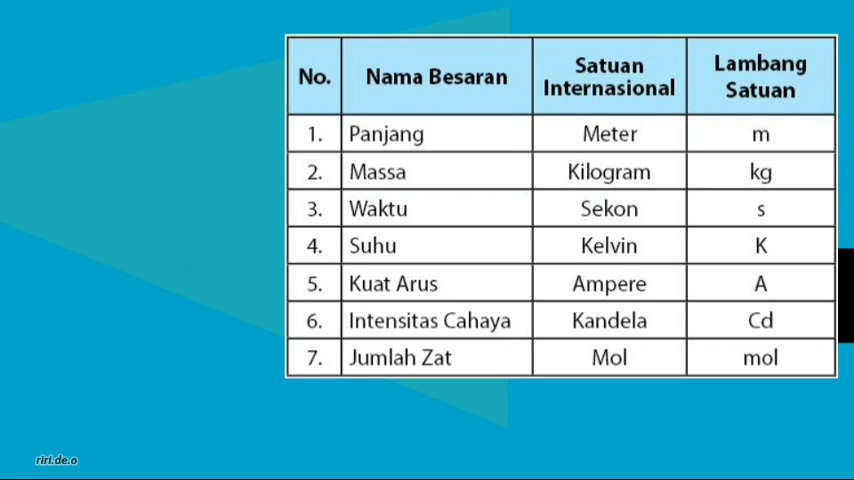 No. Nama Besaran Satuan Internasional Lambang Satuan
1. Panjang Meter m
2. Massa Kilogram kg
3. Waktu Sekon s
4. Suhu Kelvin K
5. Kuat Arus Ampere A
6. Intensitas Cahaya Kandela Cd
7. Jumlah Zat Mol mol
riri.de.o